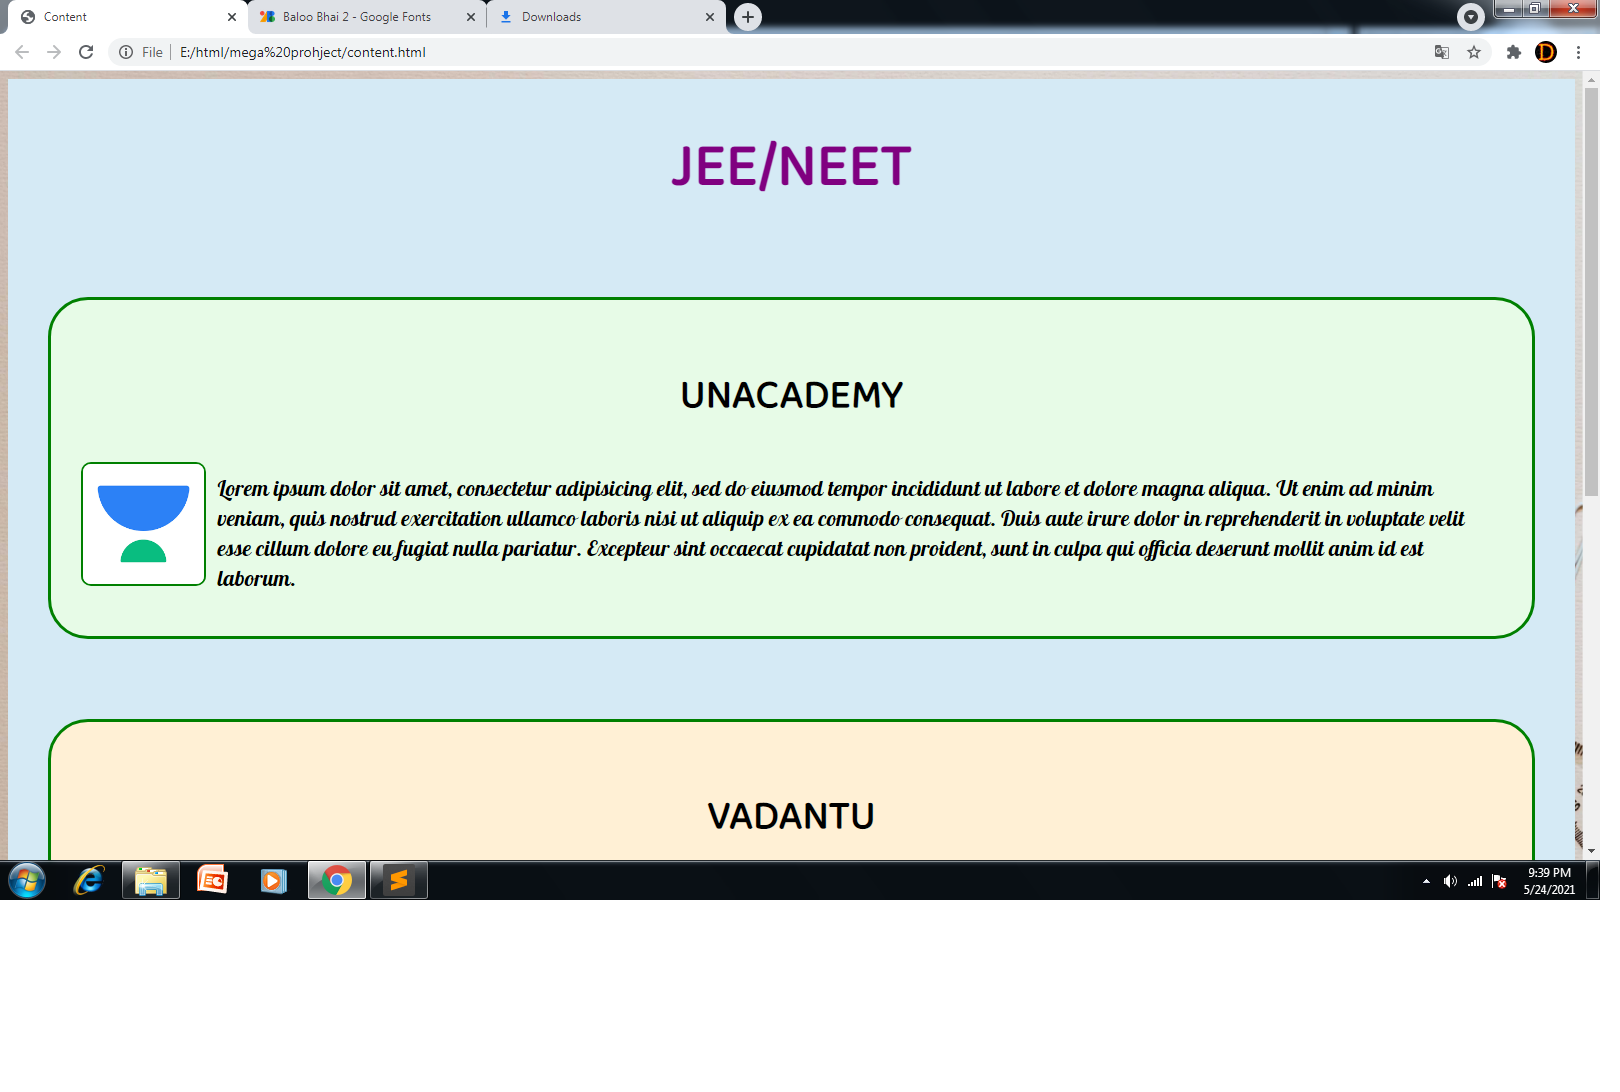 Content
Baloo Bhai 2 - Google Fonts
Downloads
File
E:/html/mega%20prohject/content.html
D
JEE/NEET
UNACADEMY
Lorem ipsum dolor sit amet, consectetur adipisicing elit, sed do eiusmod tempor incididunt ut labore et dolore magna aliqua. Ut enim ad minim
veniam, quis nostrud exercitation ullamco laboris nisi ut aliquip ex ea commodo consequat. Duis aute irure dolor in reprehenderit in voluptate velit
esse cillum dolore eu fugiat nulla pariatur. Excepteur sint occaecat cupidatat non proident, sunt in culpa qui officia deserunt mollit anim id est
laborum.
VADANTU
9:39 PM
5/24/2021